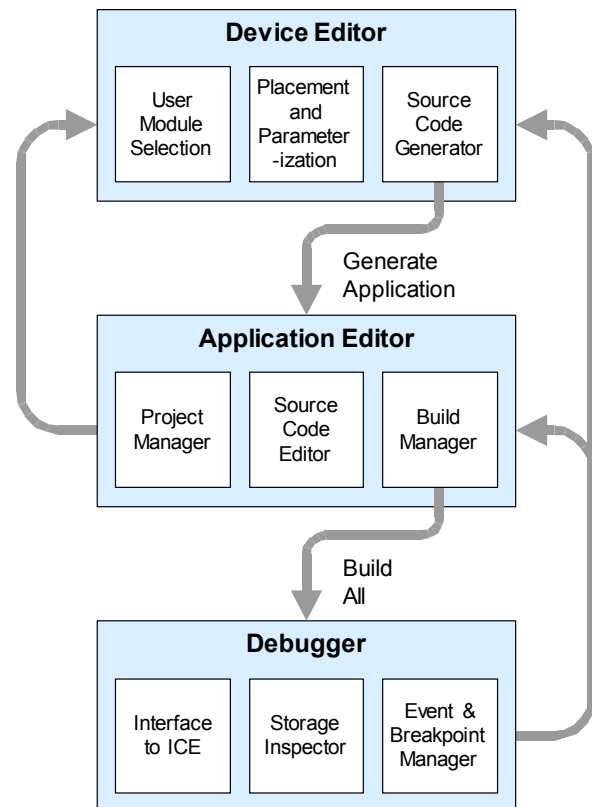 Device Editor
User
Module
Selection
Placement
and
Parameter
-ization
Source
Code
Generator
Generate
Application
Application Editor
Project
Manager
Source
Code
Editor
Build
Manager
Build
All
Debugger
Interface
to ICE
Storage
Inspector
Event &
Breakpoint
Manager